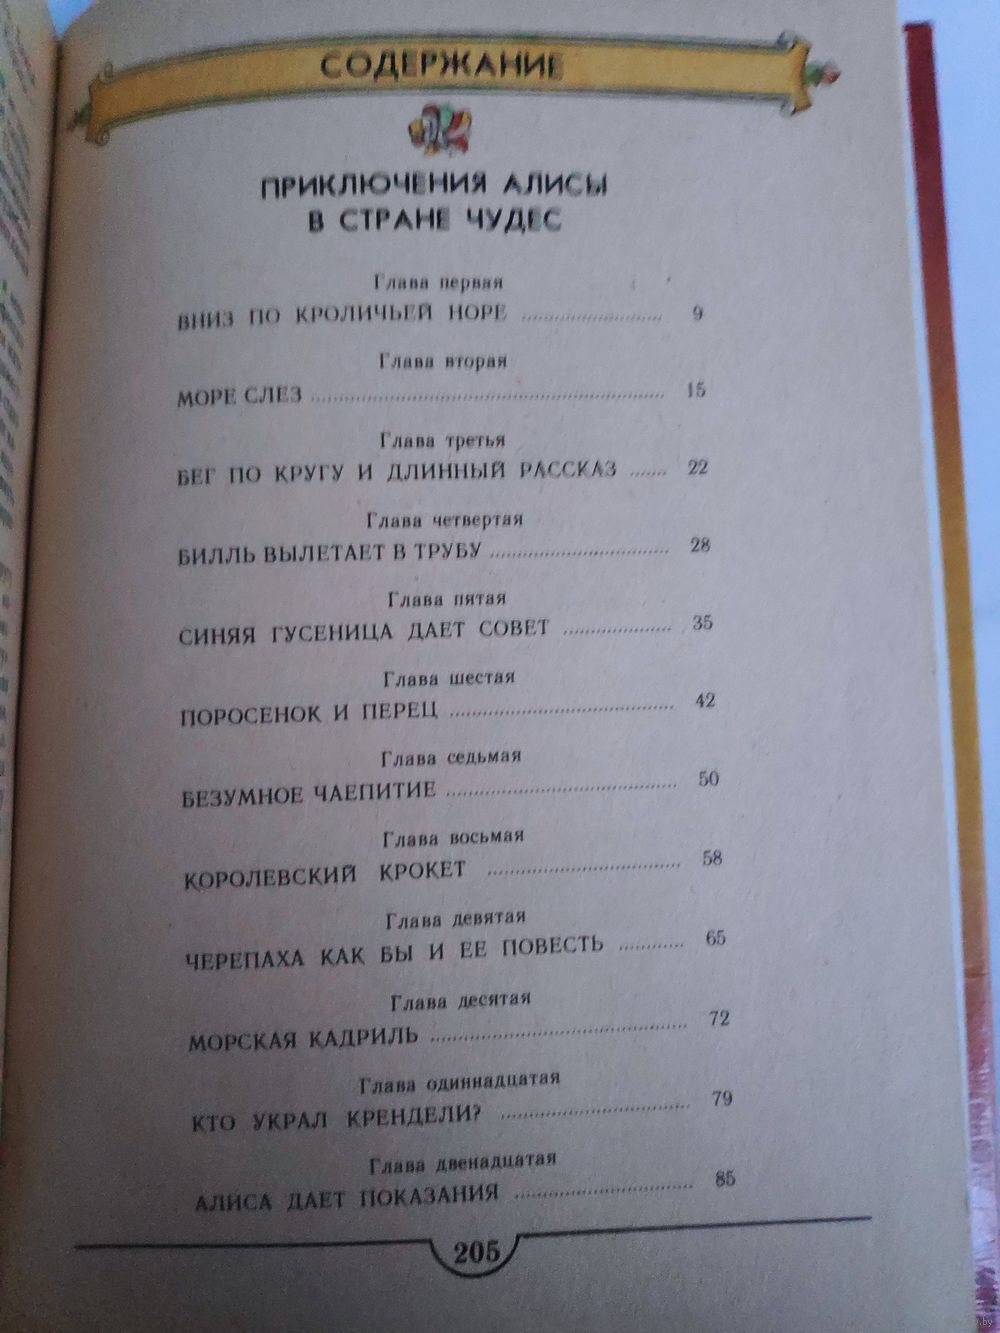 СОДЕРЖАНИЕ
ПРИКЛЮЧЕНИЯ АЛИСЫ
В СТРАНЕ ЧУДЕС
Глава первая
ВНИЗ ПО КРОЛИЧЬЕЙ НОРЕ ........................ 9
Глава вторая
МОРЕ СЛЕЗ ........................ 15
Глава третья
БЕГ ПО КРУГУ И ДЛИННЫЙ РАССКАЗ ....... 22
Глава четвертая
БИЛЛЬ ВЫЛЕТАЕТ В ТРУБУ ........................ 28
Глава пятая
СИНЯЯ ГУСЕНИЦА ДАЕТ СОВЕТ ........................ 35
Глава шестая
ПОРОСЕНОК И ПЕРЕЦ ........................ 42
Глава седьмая
БЕЗУМНОЕ ЧАЕПИТИЕ ........................ 50
Глава восьмая
КОРОЛЕВСКИЙ КРОКЕТ ........................ 58
Глава девятая
ЧЕРЕПАХА КАК БЫ И ЕЕ ПОВЕСТЬ ............ 65
Глава десятая
МОРСКАЯ КАДРИЛЬ ........................ 72
Глава одиннадцатая
КТО УКРАЛ КРЕНДЕЛИ? ........................ 79
Глава двенадцатая
АЛИСА ДАЕТ ПОКАЗАНИЯ ........................ 85
205